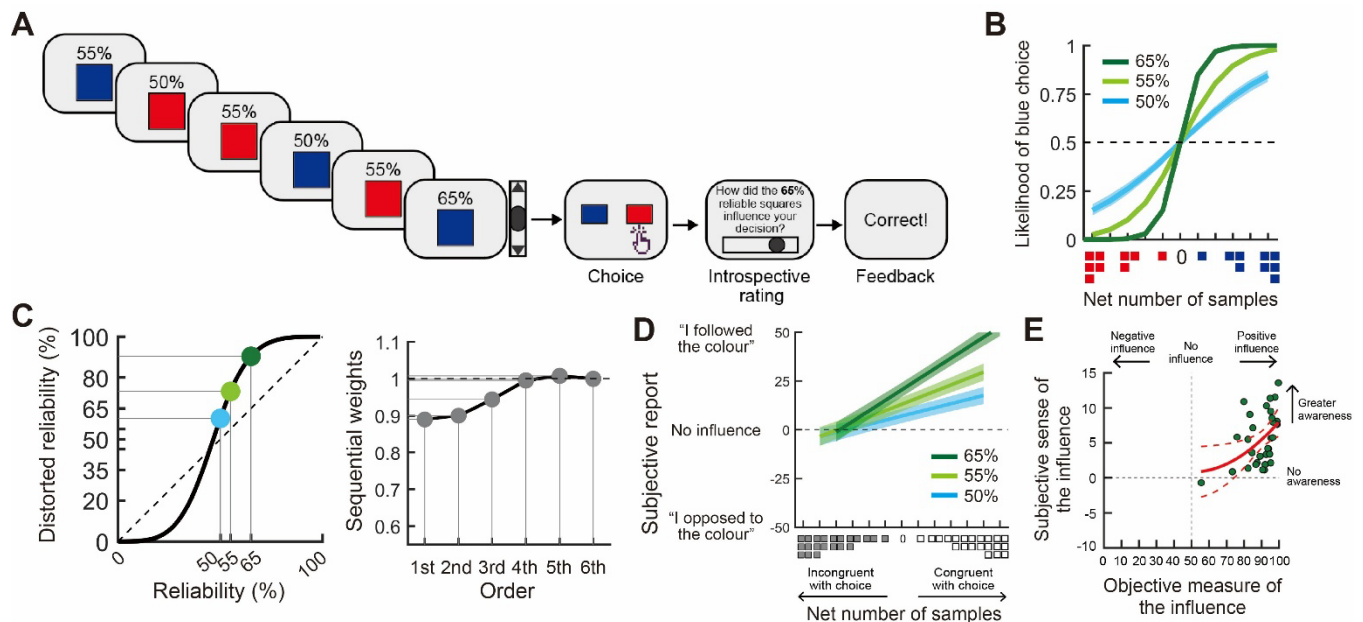 A
55%
50%
55%
50%
55%
65%
Choice
How did the 65%
reliable squares
influence your
decision?
Introspective
rating
Correct!
Feedback
B
Likelihood of blue choice
1
0.75
0.5
0.25
0
65%
55%
50%
0
Net number of samples
C
Distorted reliability (%)
100
80
65
50
35
20
0
0
50
55
65
100
Reliability (%)
Sequential weights
1.1
1
0.9
0.8
0.7
0.6
1st 2nd 3rd 4th 5th 6th
Order
D
Subjective report
"I followed
the colour"
No influence
"I opposed to
the colour"
50
25
0
-25
-50
65%
55%
50%
0
Incongruent
with choice
Congruent
with choice
Net number of samples
E
Negative
influence
No
influence
Positive
influence
Subjective sense of
the influence
15
10
5
0
-5
-10
Greater
awareness
No
awareness
0 10 20 30 40 50 60 70 80 90 100
Objective measure of
the influence